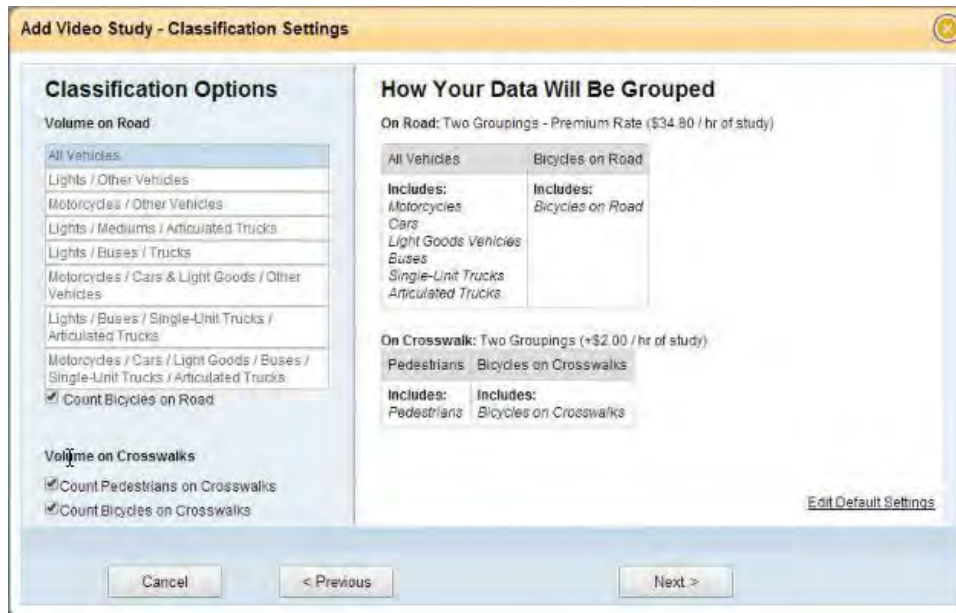 Add Video Study - Classification Settings
Classification Options
Volume on Road
All Vehicles
Lights / Other Vehicles
Motorcycles / Other Vehicles
Lights / Mediums / Articulated Trucks
Lights / Buses / Trucks
Motorcycles / Cars & Light Goods / Other
Vehicles
Lights / Buses / Single-Unit Trucks /
Articulated Trucks
Motorcycles / Cars / Light Goods / Buses /
Single-Unit Trucks / Articulated Trucks
Count Bicycles on Road
Volume on Crosswalks
Count Pedestrians on Crosswalks
Count Bicycles on Crosswalks
How Your Data Will Be Grouped
On Road: Two Groupings - Premium Rate ($34.80 / hr of study)
All Vehicles Bicycles on Road
Includes: Includes:
Motorcycles Bicycles on Road
Cars
Light Goods Vehicles
Buses
Single-Unit Trucks
Articulated Trucks
On Crosswalk: Two Groupings (+$2.00 / hr of study)
Pedestrians Bicycles on Crosswalks
Includes: Includes:
Pedestrians Bicycles on Crosswalks
Edit Default Settings
Cancel < Previous Next >